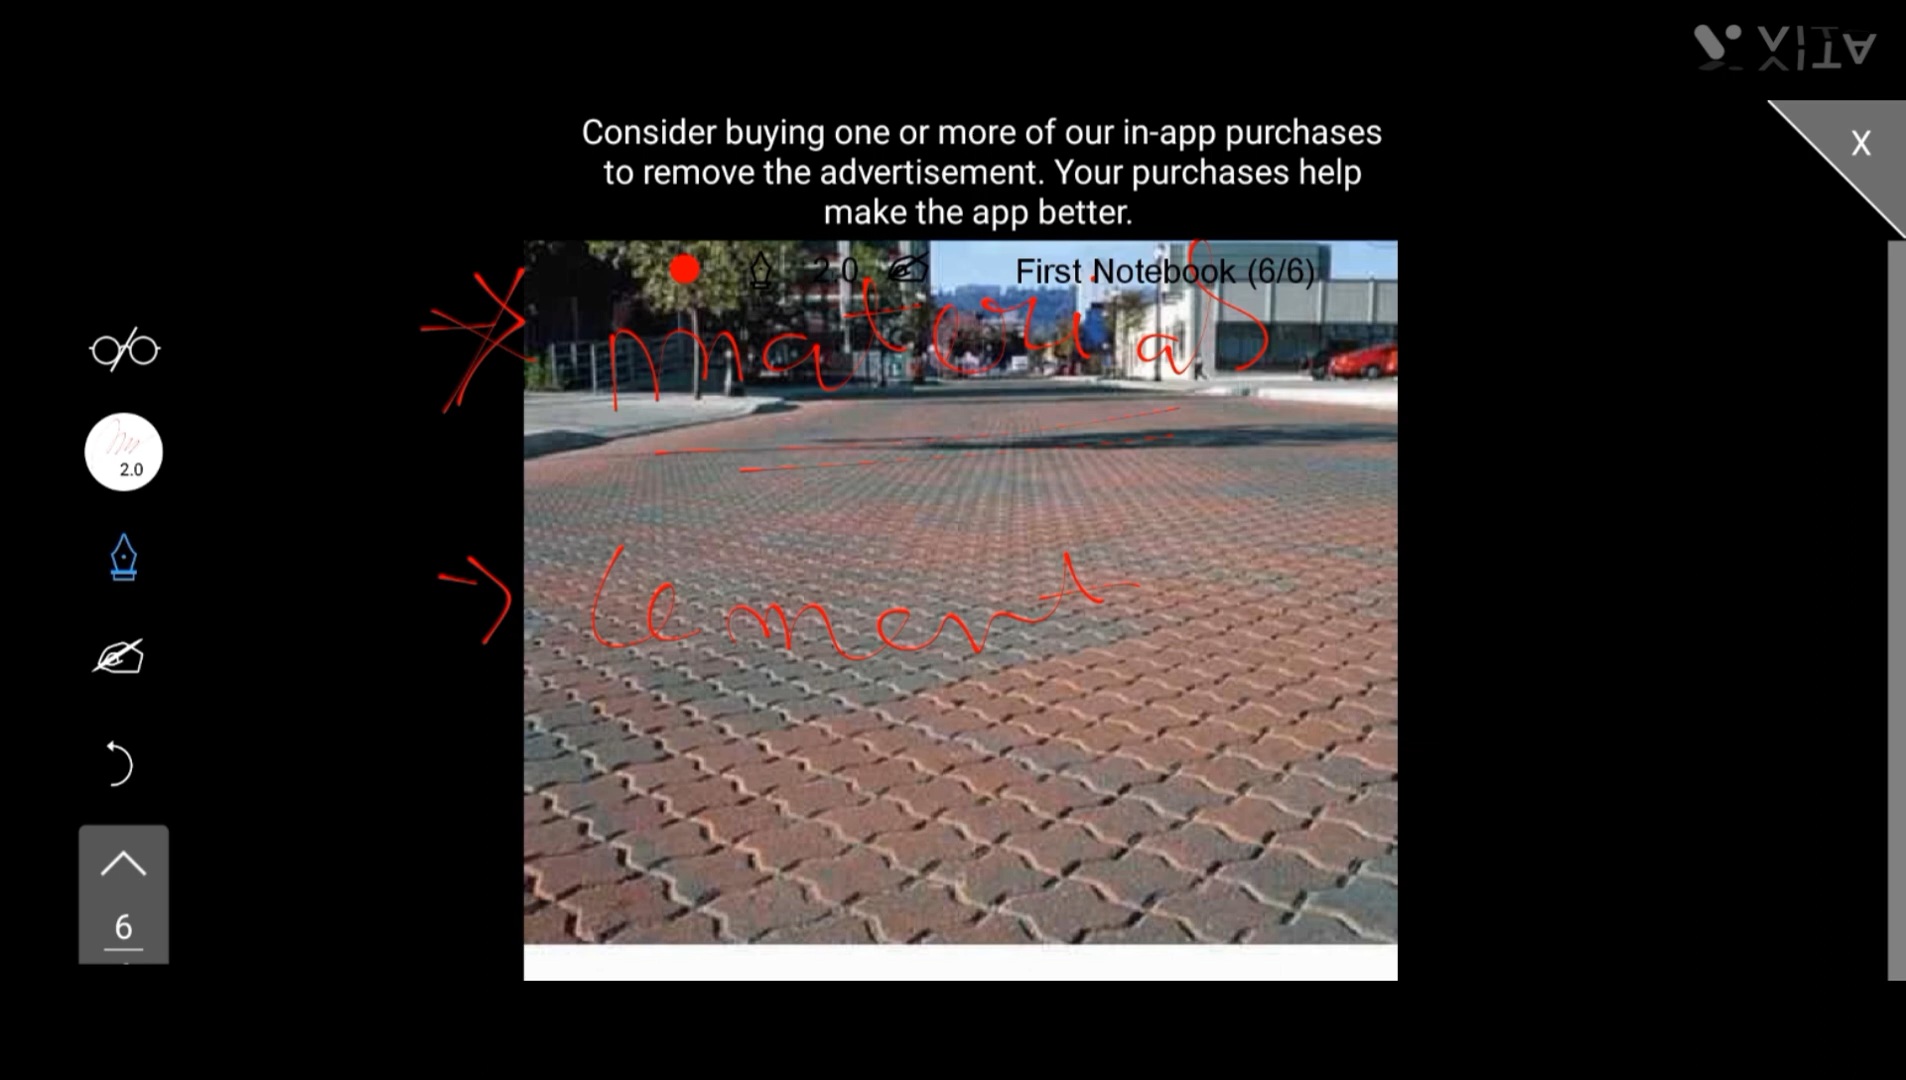 VITA
Consider buying one or more of our in-app purchases
to remove the advertisement. Your purchases help
make the app better.
X
2.0 First Notebook (6/6)
materials
2.0
Cement
6